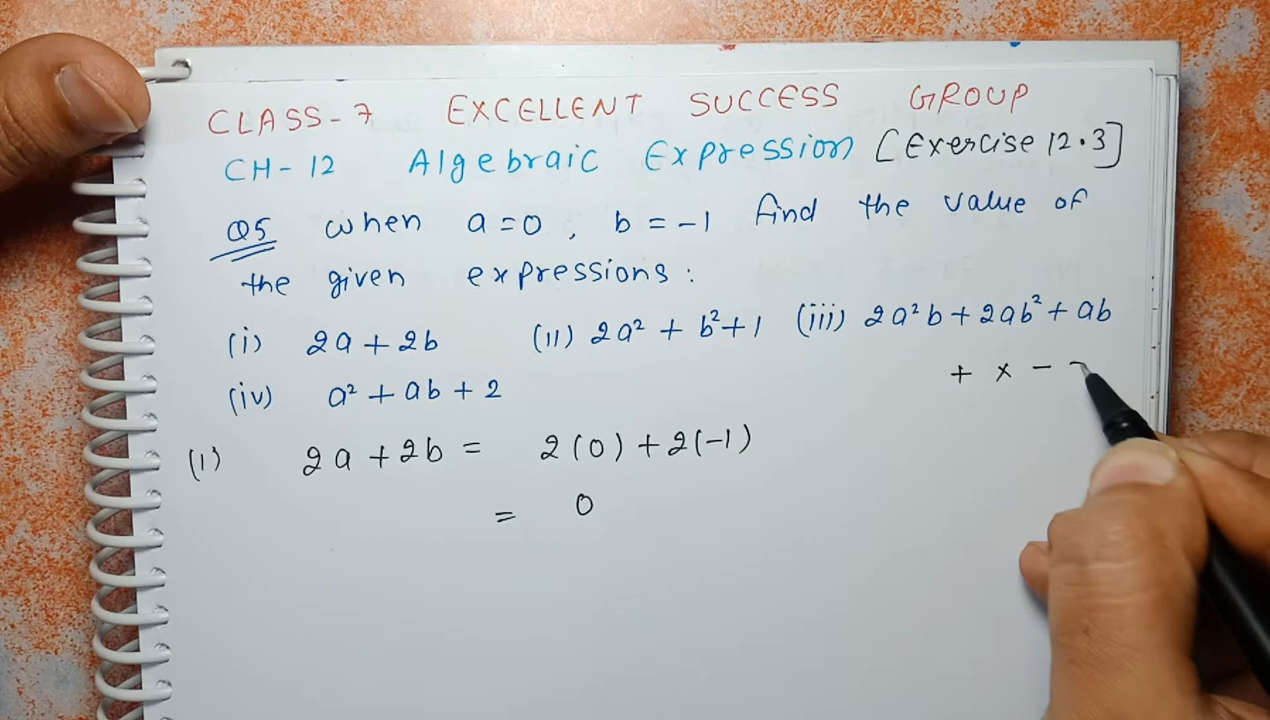 CLASS-7 EXCELLENT SUCCESS GROUP
CH-12 Algebraic Expression [Exercise 12.3]
Q5 when a=0, b=-1 find the value of
the given expressions:
(i) 2a+2b (ii) 2a²+b²+1 (iii) 2a²b+2ab²+ab
(iv) a²+ab+2
+ × -
(i) 2a+2b = 2(0)+2(-1)
= 0